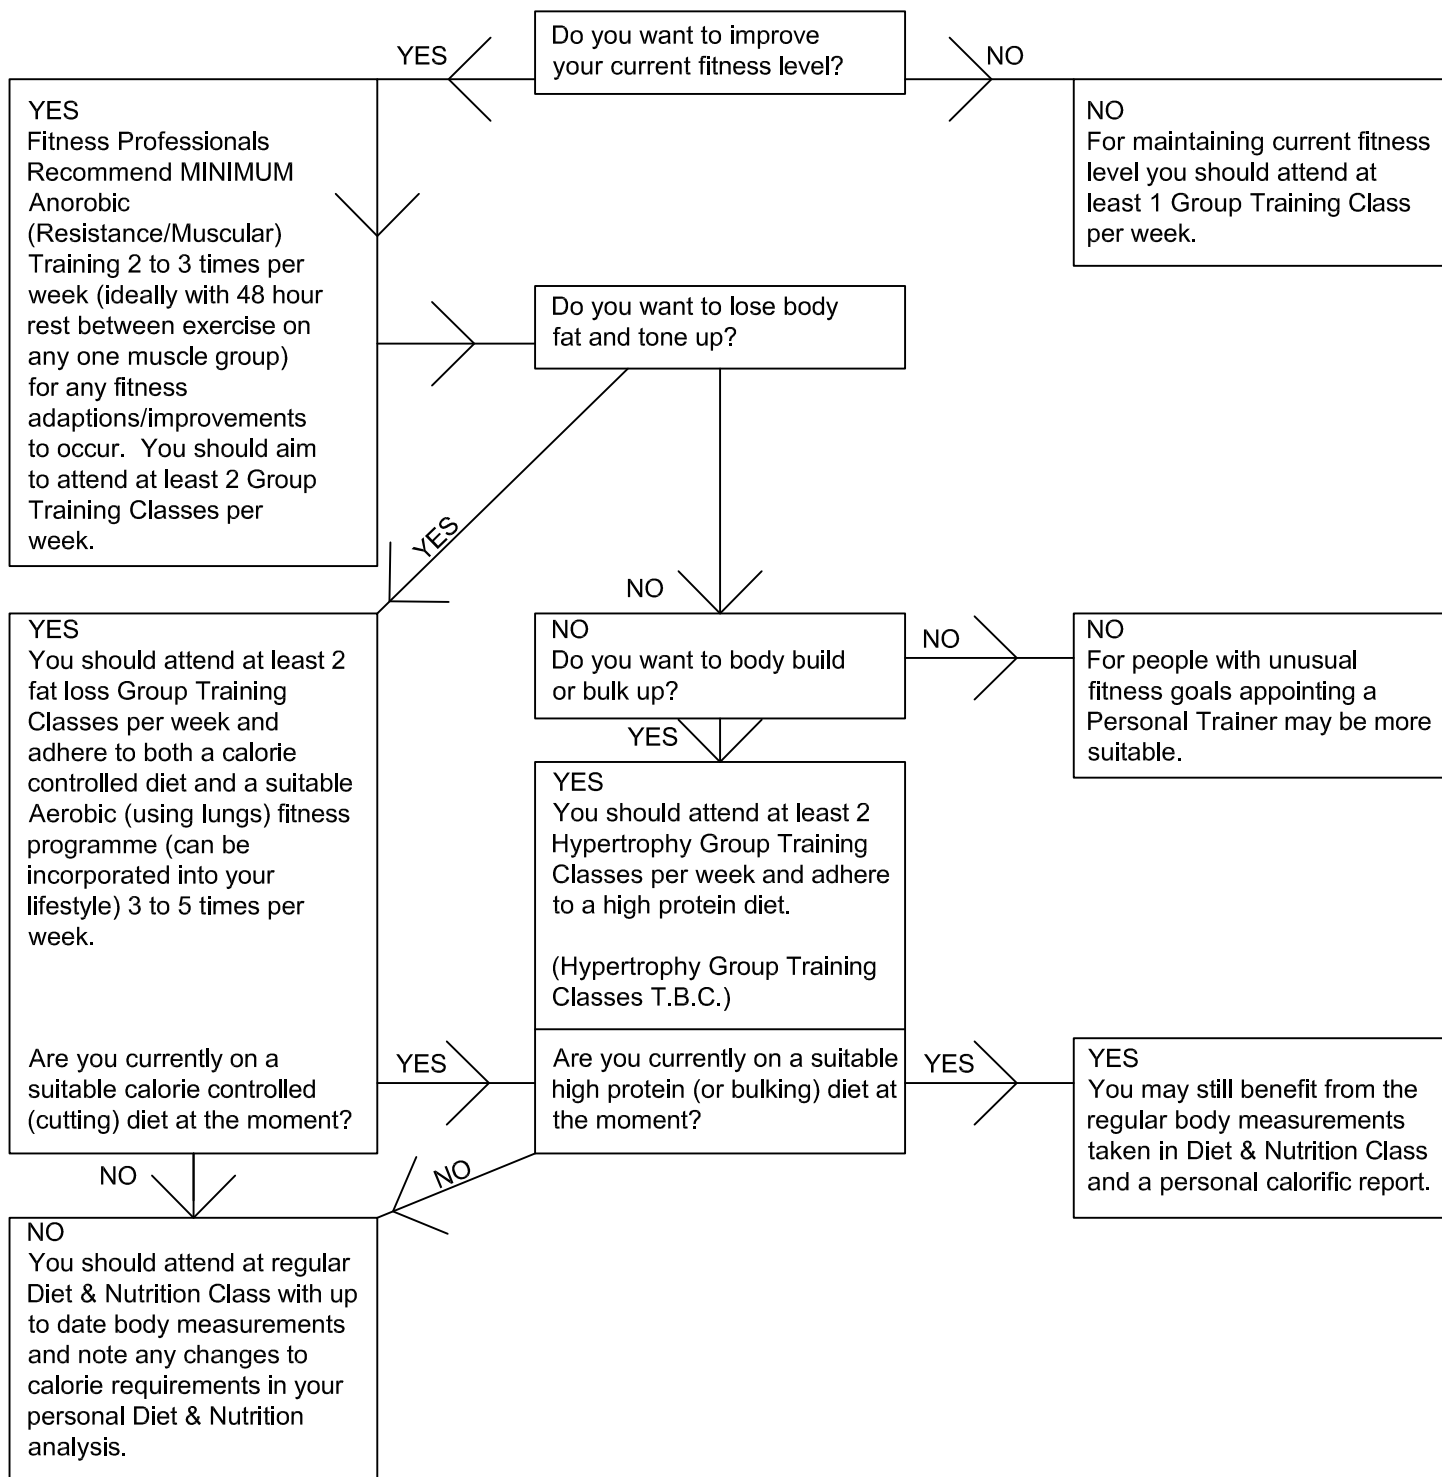 Do you want to improve
your current fitness level?
YES
NO
YES
Fitness Professionals
Recommend MINIMUM
Anorobic
(Resistance/Muscular)
Training 2 to 3 times per
week (ideally with 48 hour
rest between exercise on
any one muscle group)
for any fitness
adaptions/improvements
to occur.  You should aim
to attend at least 2 Group
Training Classes per
week.
NO
For maintaining current fitness
level you should attend at
least 1 Group Training Class
per week.
Do you want to lose body
fat and tone up?
YES
NO
YES
You should attend at least 2
fat loss Group Training
Classes per week and
adhere to both a calorie
controlled diet and a suitable
Aerobic (using lungs) fitness
programme (can be
incorporated into your
lifestyle) 3 to 5 times per
week.
Are you currently on a
suitable calorie controlled
(cutting) diet at the moment?
NO
Do you want to body build
or bulk up?
NO
NO
For people with unusual
fitness goals appointing a
Personal Trainer may be more
suitable.
YES
YES
You should attend at least 2
Hypertrophy Group Training
Classes per week and adhere
to a high protein diet.
(Hypertrophy Group Training
Classes T.B.C.)
YES
Are you currently on a suitable
high protein (or bulking) diet at
the moment?
YES
YES
You may still benefit from the
regular body measurements
taken in Diet & Nutrition Class
and a personal calorific report.
NO
NO
NO
You should attend at regular
Diet & Nutrition Class with up
to date body measurements
and note any changes to
calorie requirements in your
personal Diet & Nutrition
analysis.